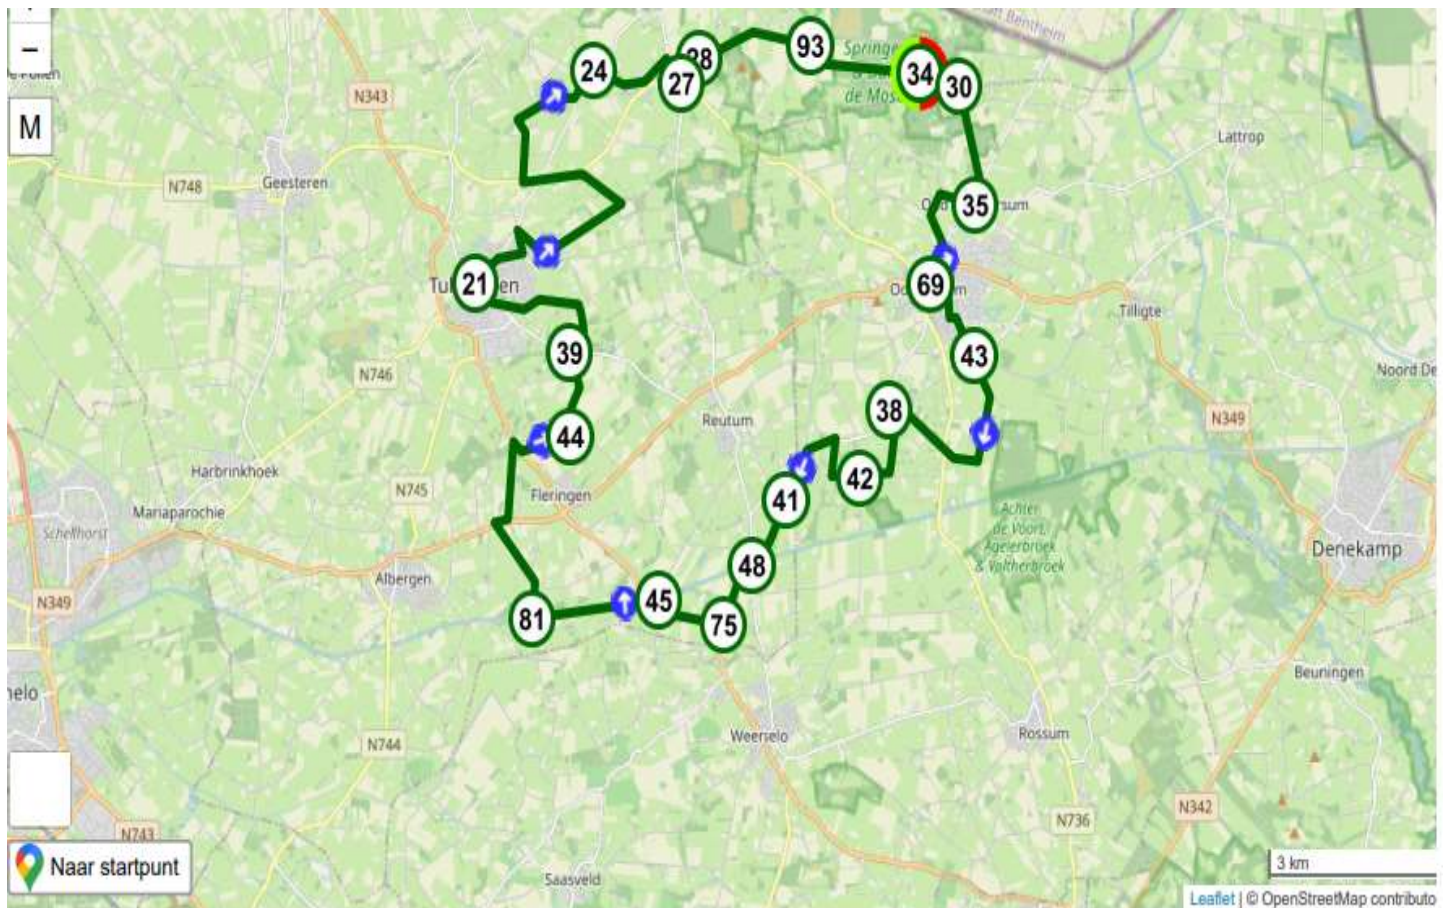 −
M
24
28
27
93
Springe
de Mos
34
30
Bentheim
Lattrop
N343
N748
Geesteren
35
21
69
Tilligte
39
43
N746
Noord De
Reutum
38
N349
44
Harbrinkhoek
N745
Fleringen
42
41
Mariaparochie
Schelfhorst
Achter
de Voort,
Agelerbroek
& Voltherbroek
Denekamp
48
Albergen
N349
81
45
75
Beuningen
Weerselo
Rossum
N744
N342
N736
N743
Naar startpunt
Saasveld
3 km
Leaflet | © OpenStreetMap contributo